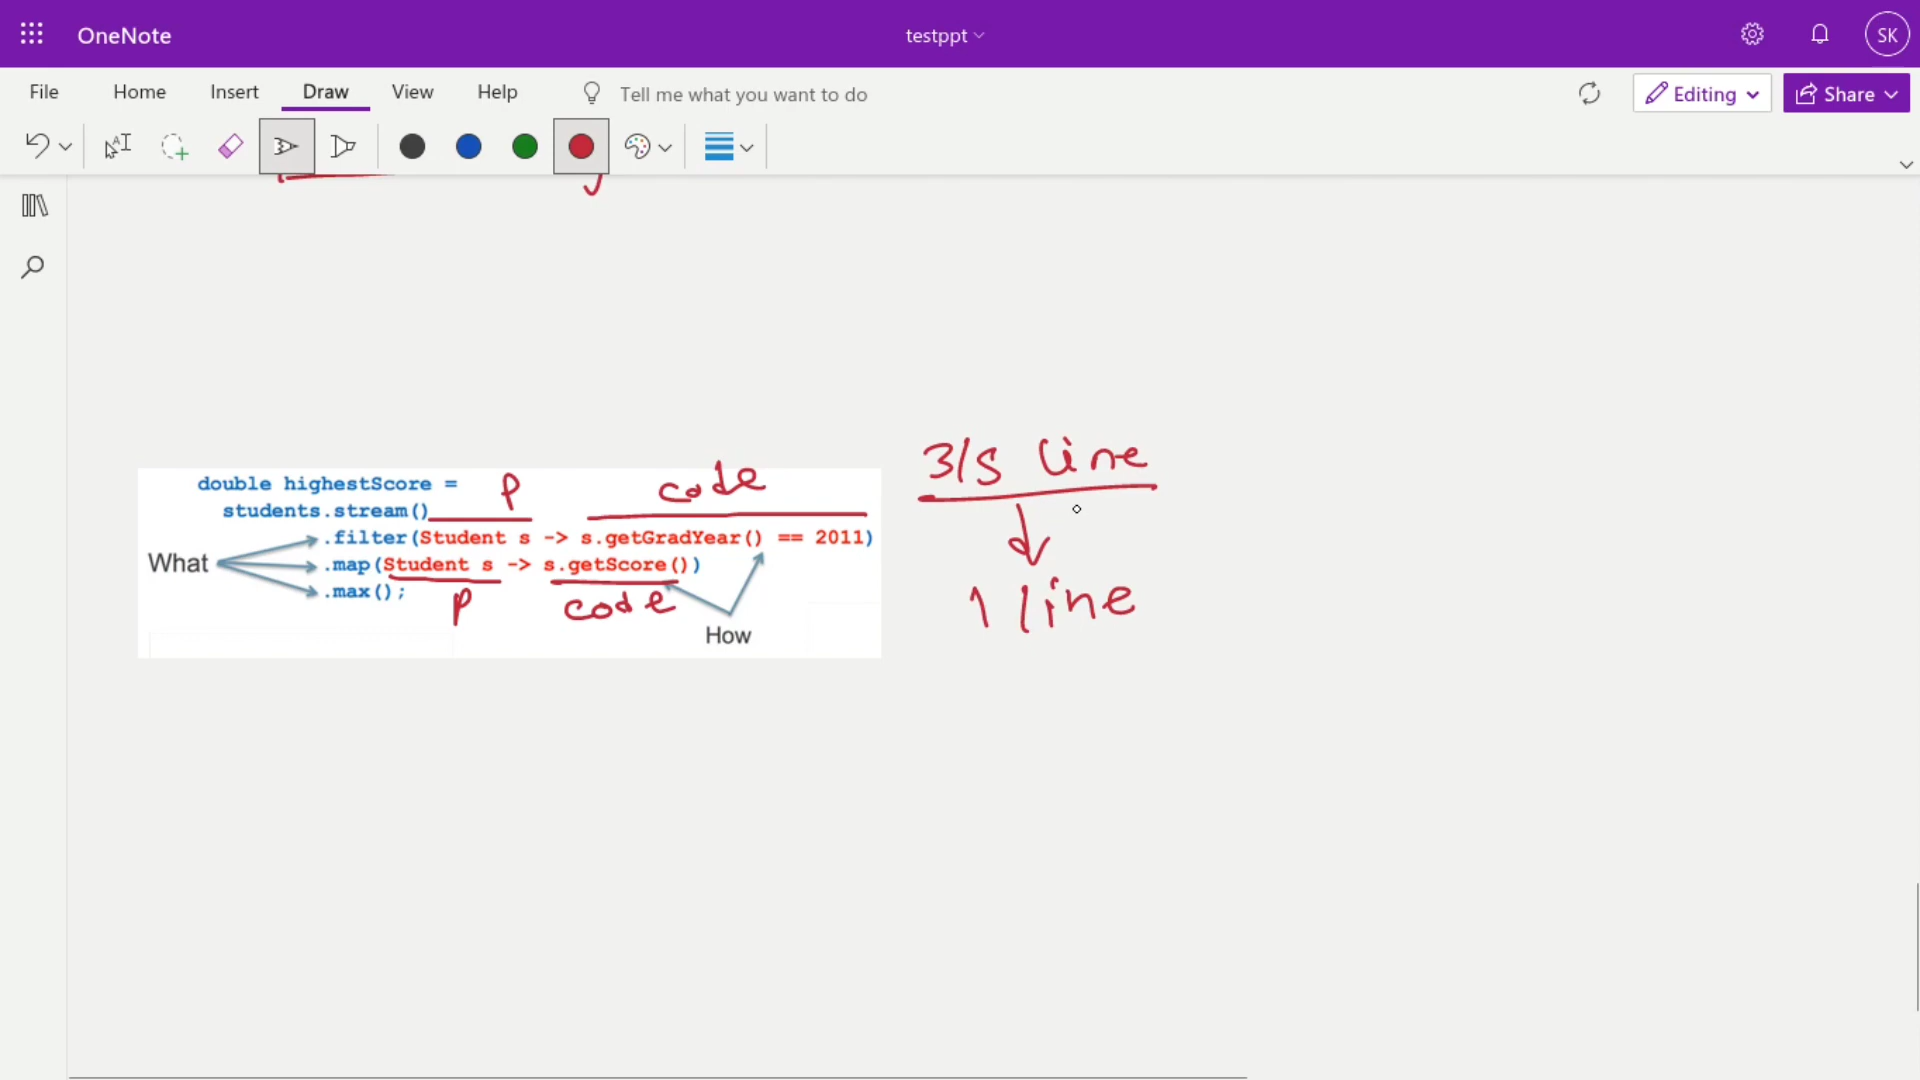 OneNote
testppt
SK
File Home Insert Draw View Help Tell me what you want to do Editing Share
3/5 line
double highestScore = P code
students.stream()
.filter(Student s -> s.getGradYear() == 2011)
What .map(Student s -> s.getScore())
.max(); P code
1 line
How